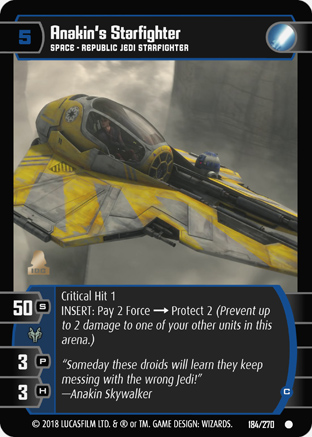 5
Anakin's Starfighter
SPACE - REPUBLIC JEDI STARFIGHTER
50 S
Critical Hit 1
INSERT: Pay 2 Force → Protect 2 (Prevent up
to 2 damage to one of your other units in this
arena.)
3 P
“Someday these droids will learn they keep
messing with the wrong Jedi!”
3 H
—Anakin Skywalker
C
© 2018 LUCASFILM LTD. & ® or TM. GAME DESIGN: WIZARDS.
184/270